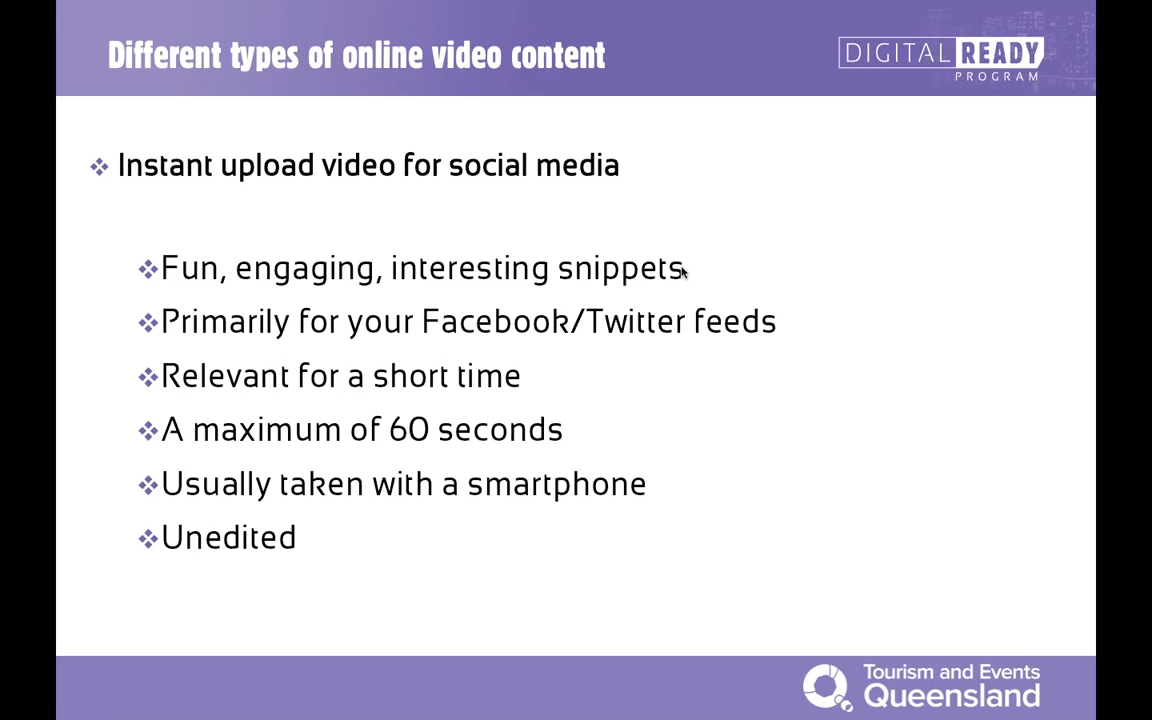 Different types of online video content
DIGITAL READY
PROGRAM
Instant upload video for social media
Fun, engaging, interesting snippets
Primarily for your Facebook/Twitter feeds
Relevant for a short time
A maximum of 60 seconds
Usually taken with a smartphone
Unedited
Tourism and Events
Queensland